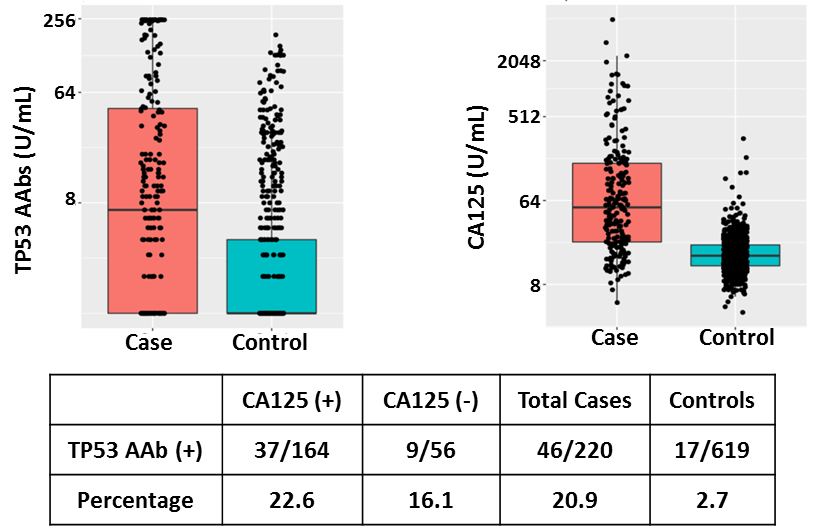 TP53 AAbs (U/mL)
256
64
8
Case
Control
CA125 (U/mL)
2048
512
64
8
Case
Control
CA125 (+) CA125 (-) Total Cases Controls
TP53 AAb (+) 37/164 9/56 46/220 17/619
Percentage 22.6 16.1 20.9 2.7